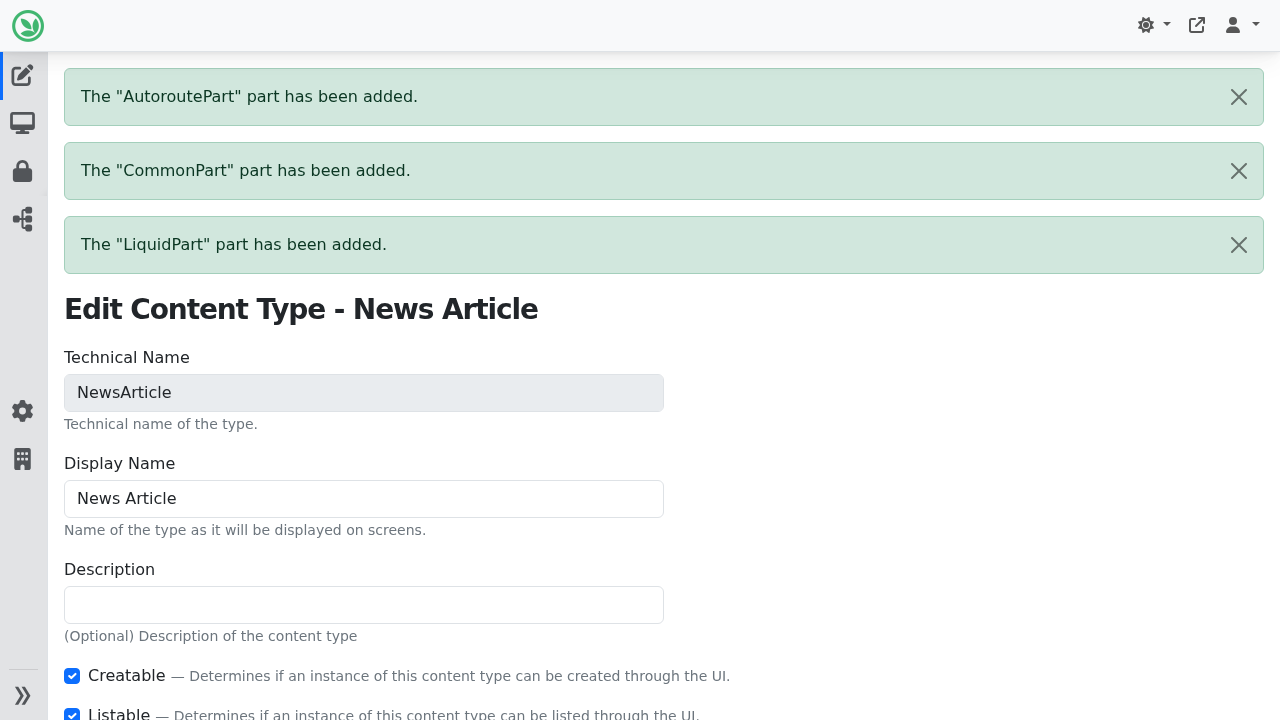 The "AutoroutePart" part has been added.
The "CommonPart" part has been added.
The "LiquidPart" part has been added.
Edit Content Type - News Article
Technical Name
NewsArticle
Technical name of the type.
Display Name
News Article
Name of the type as it will be displayed on screens.
Description
(Optional) Description of the content type
Creatable — Determines if an instance of this content type can be created through the UI.
Listable — Determines if an instance of this content type can be listed through the UI.